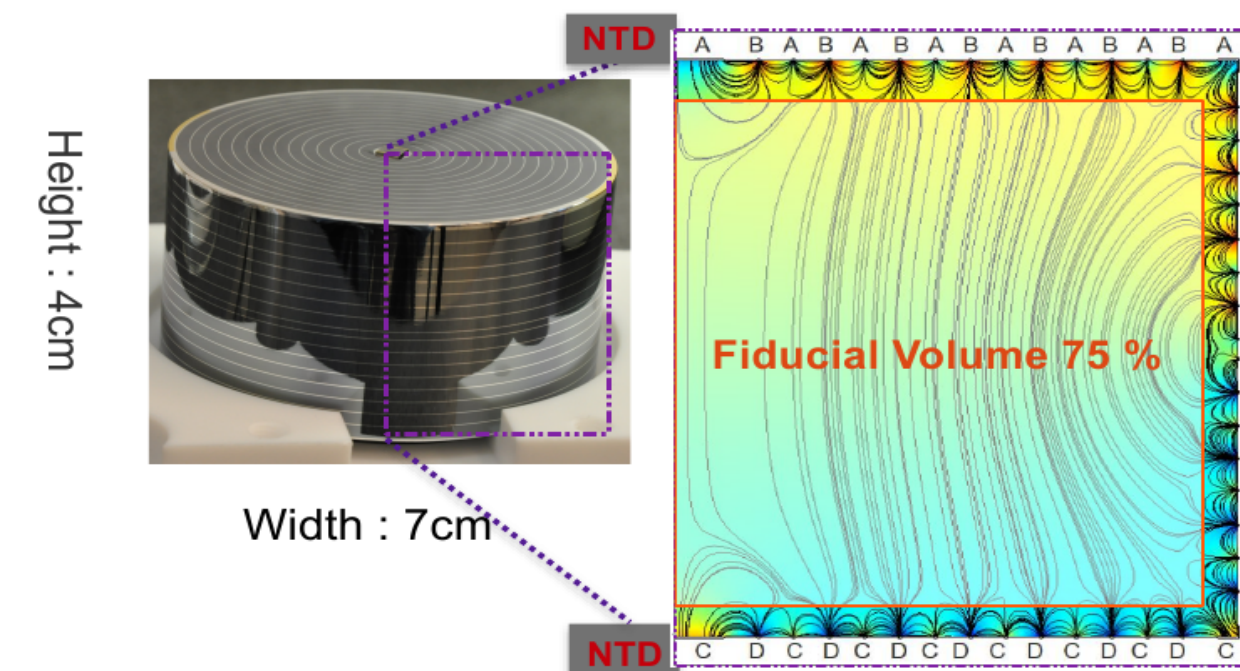 NTD
A B A B A B A B A B A B A B A
Height : 4cm
Fiducial Volume 75 %
Width : 7cm
NTD
C D C D C D C D C D C D C D C